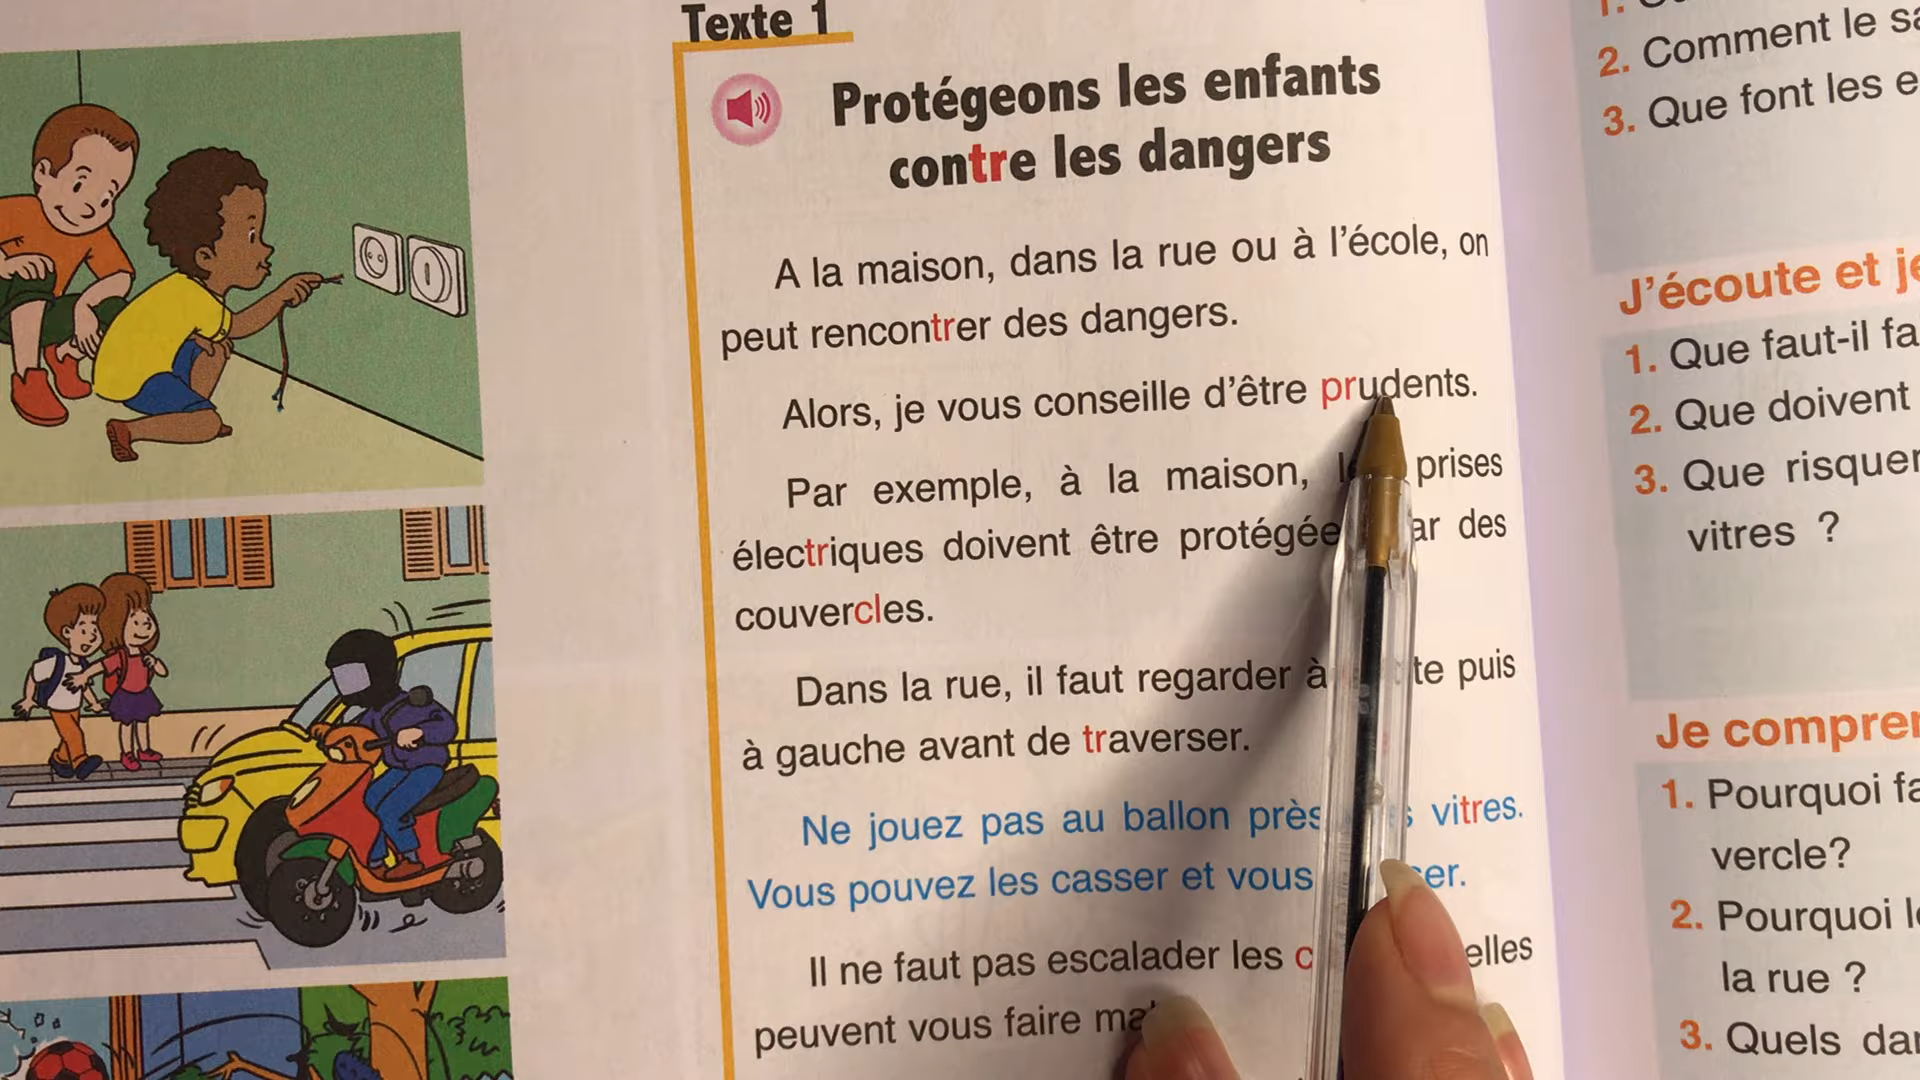 Texte 1
Protégeons les enfants
contre les dangers
A la maison, dans la rue ou à l'école, on
peut rencontrer des dangers.
Alors, je vous conseille d'être prudents.
Par exemple, à la maison, prises
électriques doivent être protégée des
couvercles.
Dans la rue, il faut regarder à puis
à gauche avant de traverser.
Ne jouez pas au ballon près vitres.
Vous pouvez les casser et vous
Il ne faut pas escalader les elles
peuvent vous faire
2. Comment le
3. Que font les
J'écoute et
1. Que faut-il
2. Que doivent
3. Que
vitres ?
Je
1. Pourquoi
vercle?
2. Pourquoi
la rue ?
3. Quels